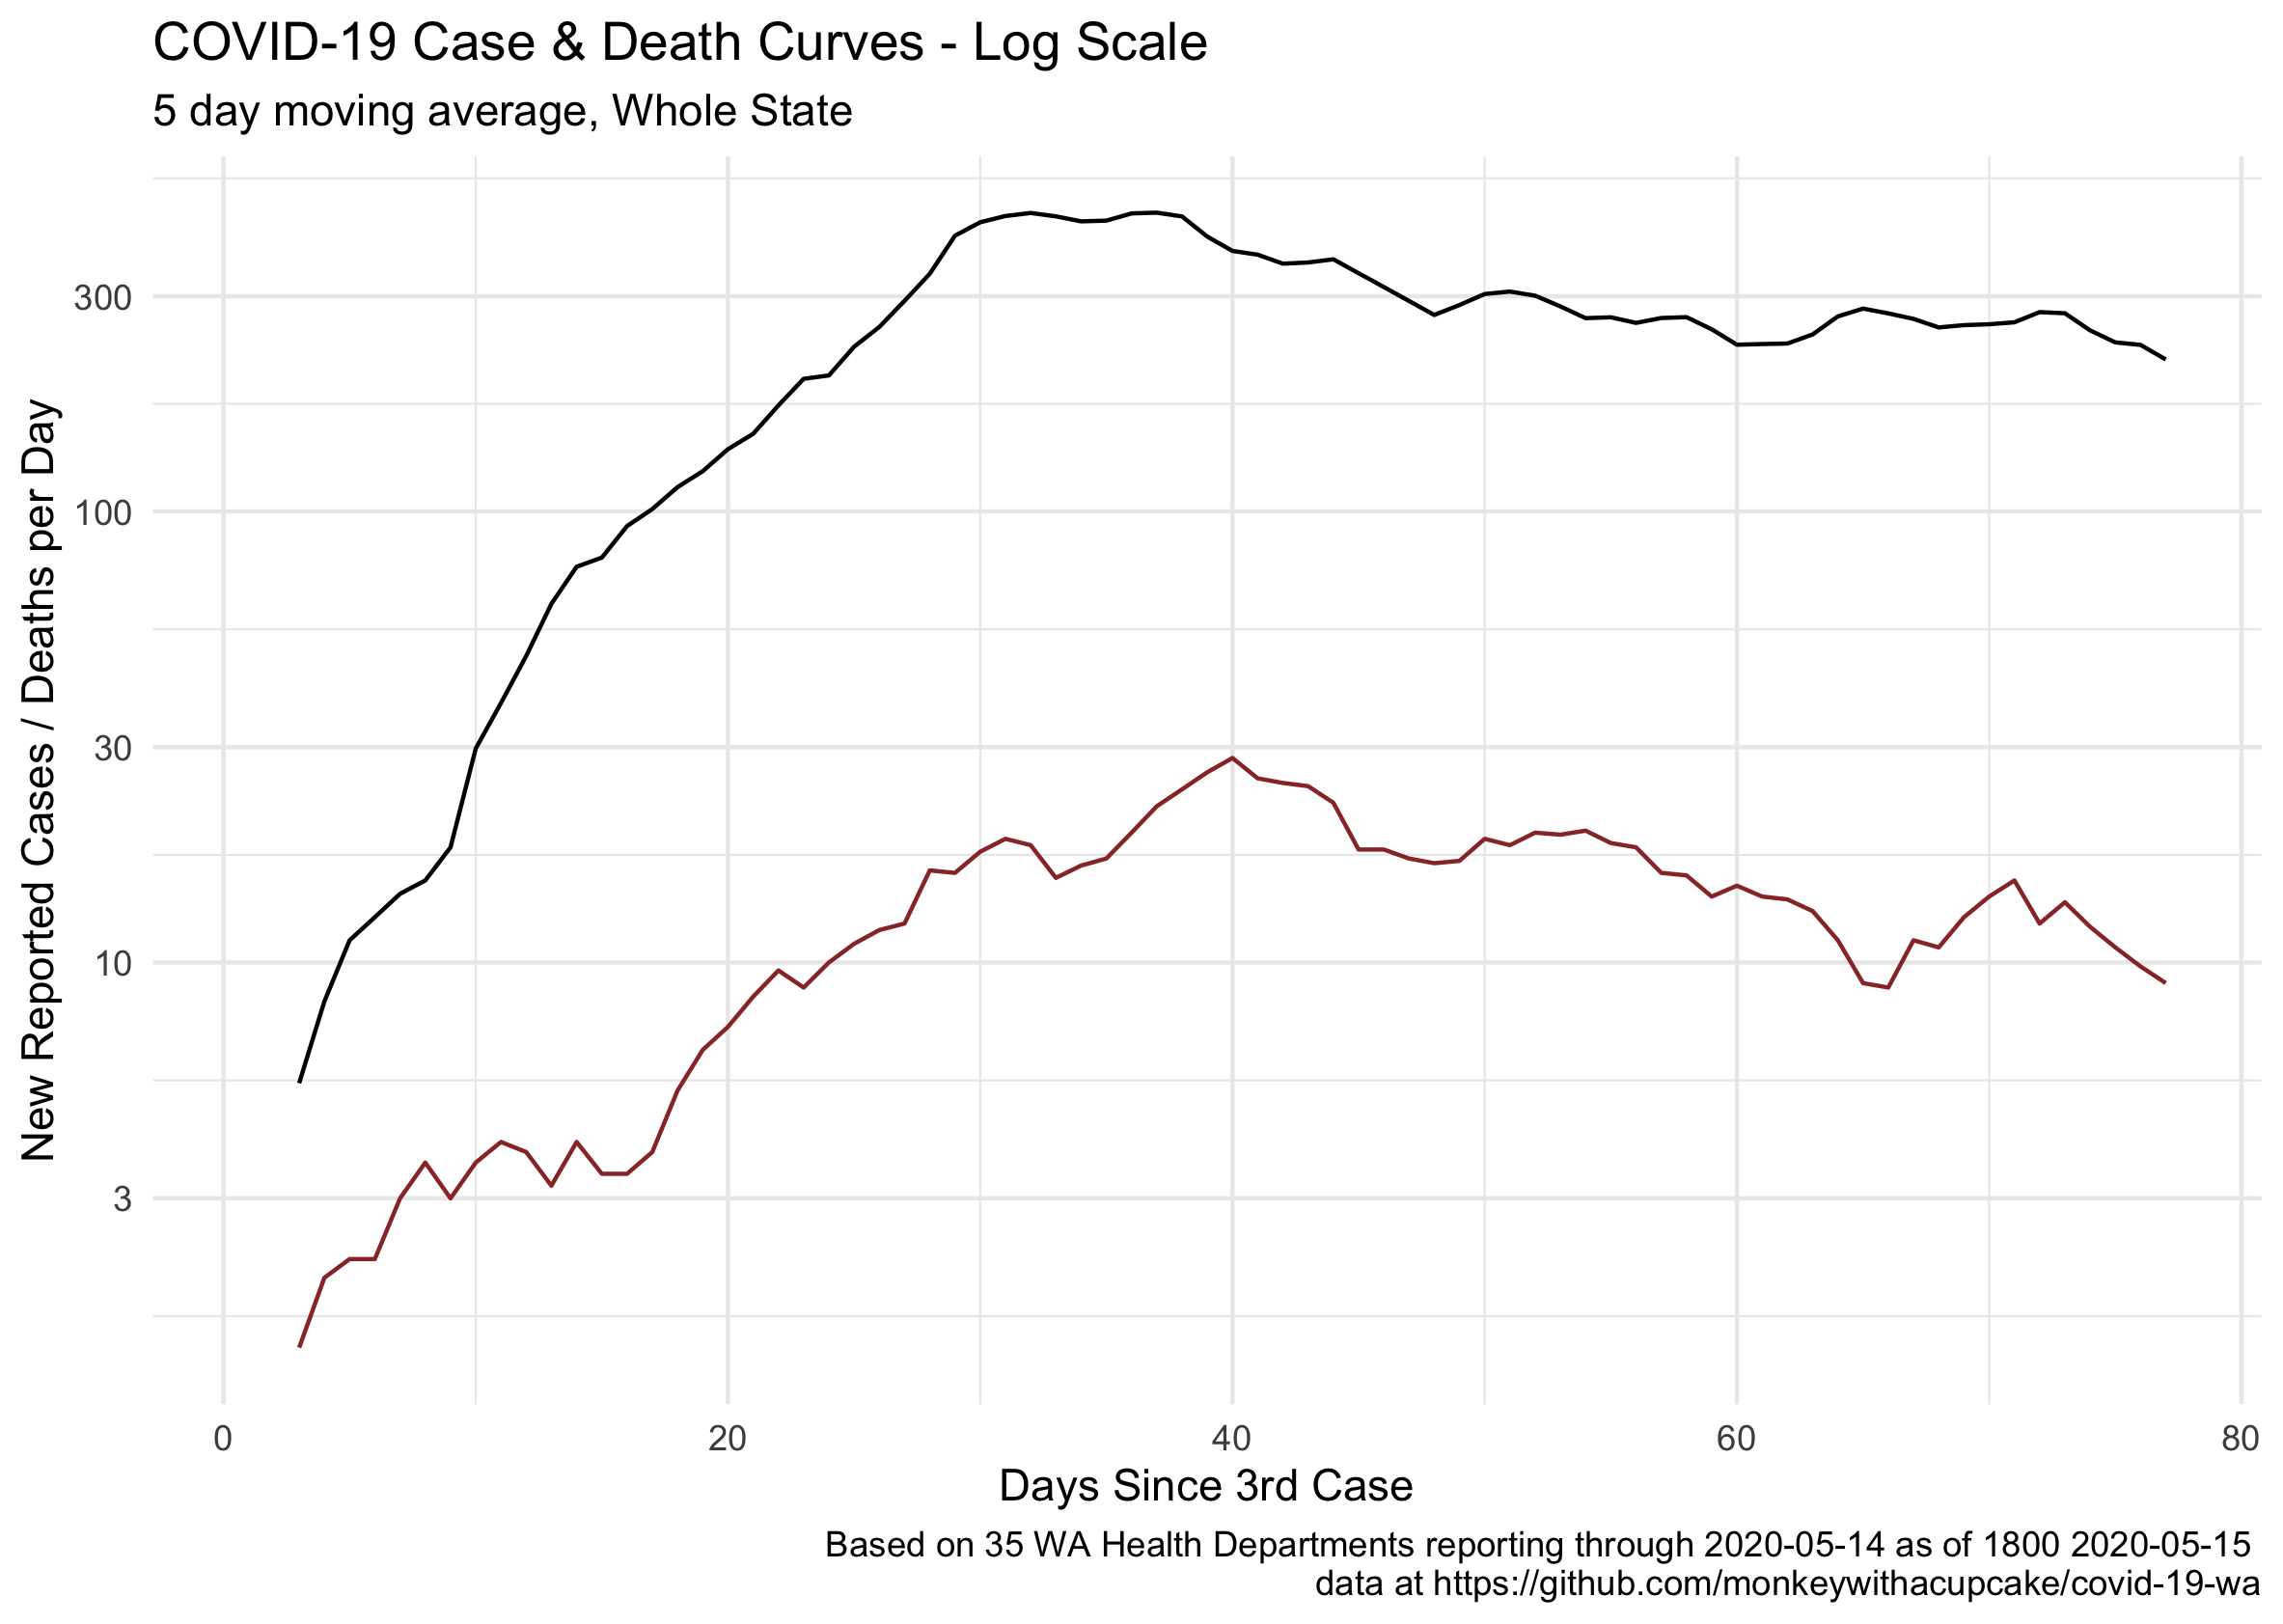 COVID-19 Case & Death Curves - Log Scale
5 day moving average, Whole State
New Reported Cases / Deaths per Day
300
100
30
10
3
0
20
40
60
80
Days Since 3rd Case
Based on 35 WA Health Departments reporting through 2020-05-14 as of 1800 2020-05-15
data at https://github.com/monkeywithacupcake/covid-19-wa